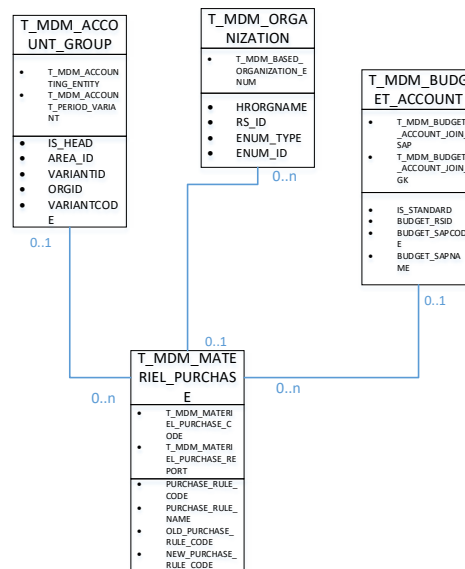 T_MDM_ACCO
UNT_GROUP
• T_MDM_ACCOUN
TING_ENTITY
• T_MDM_ACCOUN
T_PERIOD_VARIA
NT
• IS_HEAD
• AREA_ID
• VARIANTID
• ORGID
• VARIANTCOD
E
0..1
T_MDM_ORGA
NIZATION
• T_MDM_BASED_
ORGANIZATION_E
NUM
• HRORGNAME
• RS_ID
• ENUM_TYPE
• ENUM_ID
0..n
T_MDM_BUDG
ET_ACCOUNT
• T_MDM_BUDGET
_ACCOUNT_JOIN_
SAP
• T_MDM_BUDGET
_ACCOUNT_JOIN_
GK
• IS_STANDARD
• BUDGET_RSID
• BUDGET_SAPCOD
E
• BUDGET_SAPNA
ME
0..1
0..1
0..n
0..n
T_MDM_MATE
RIEL_PURCHAS
E
• T_MDM_MATERI
EL_PURCHASE_C
ODE
• T_MDM_MATERI
EL_PURCHASE_RE
PORT
• PURCHASE_RULE_
CODE
• PURCHASE_RULE_
NAME
• OLD_PURCHASE_
RULE_CODE
• NEW_PURCHASE_
RULE_CODE